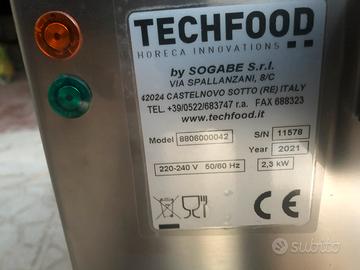 TECHFOOD
HORECA INNOVATIONS
by SOGABE S.r.l.
VIA SPALLANZANI, 8/C
42024 CASTELNOVO SOTTO (RE) ITALY
TEL. +39/0522/683747 r.a. FAX 688323
www.techfood.it
Model 8806000042 S/N 11578
Year 2021
220-240 V 50/60 Hz 2,3 kW
CE
subito